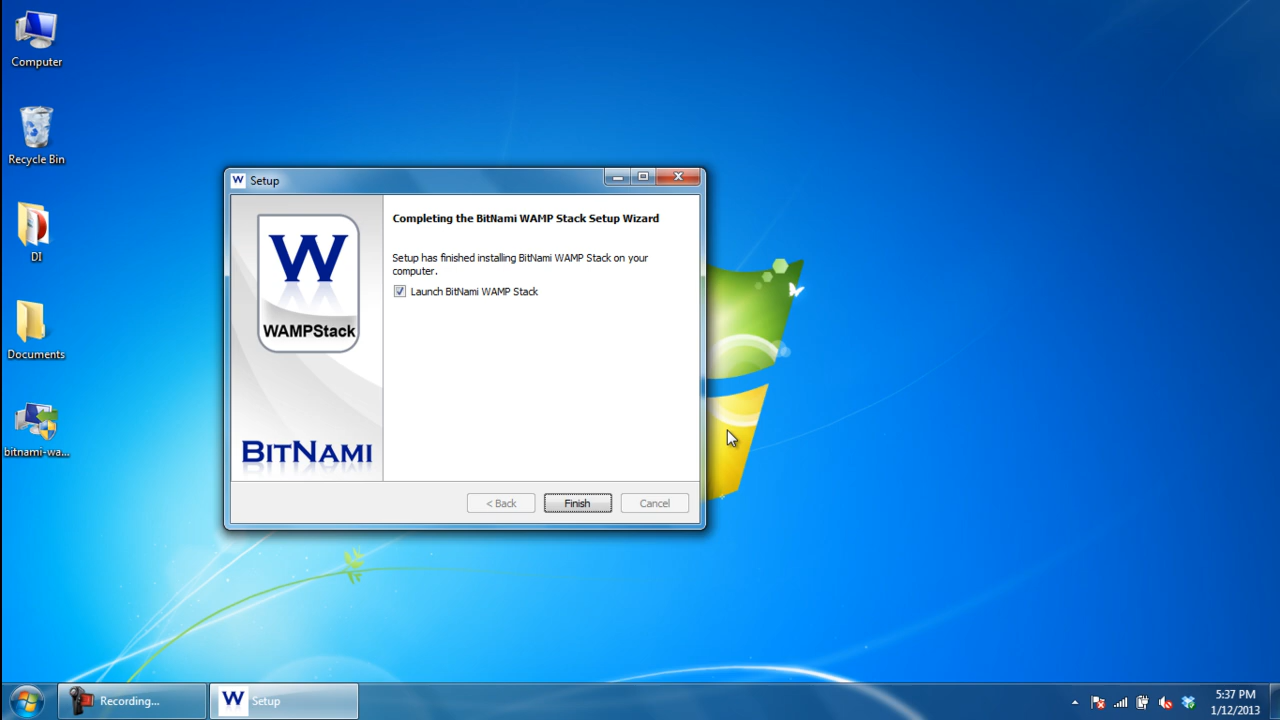 Computer
Recycle Bin
DI
Documents
bitnami-wa...
W Setup
W
WAMPStack
BITNAMI
Completing the BitNami WAMP Stack Setup Wizard
Setup has finished installing BitNami WAMP Stack on your
computer.
Launch BitNami WAMP Stack
< Back
Finish
Cancel
Recording...
W Setup
5:37 PM
1/12/2013